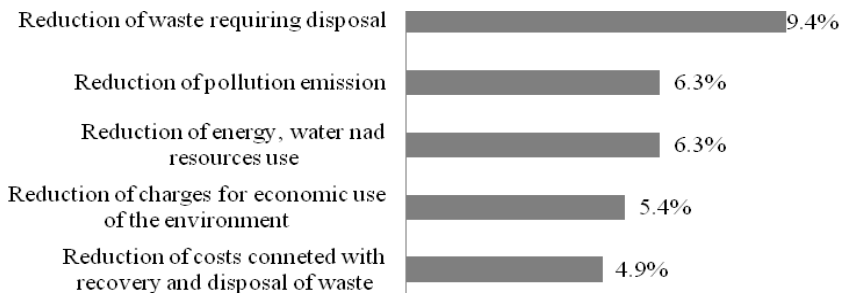 Reduction of waste requiring disposal 9.4%
Reduction of pollution emission 6.3%
Reduction of energy, water nad
resources use 6.3%
Reduction of charges for economic use
of the environment 5.4%
Reduction of costs conneted with
recovery and disposal of waste 4.9%